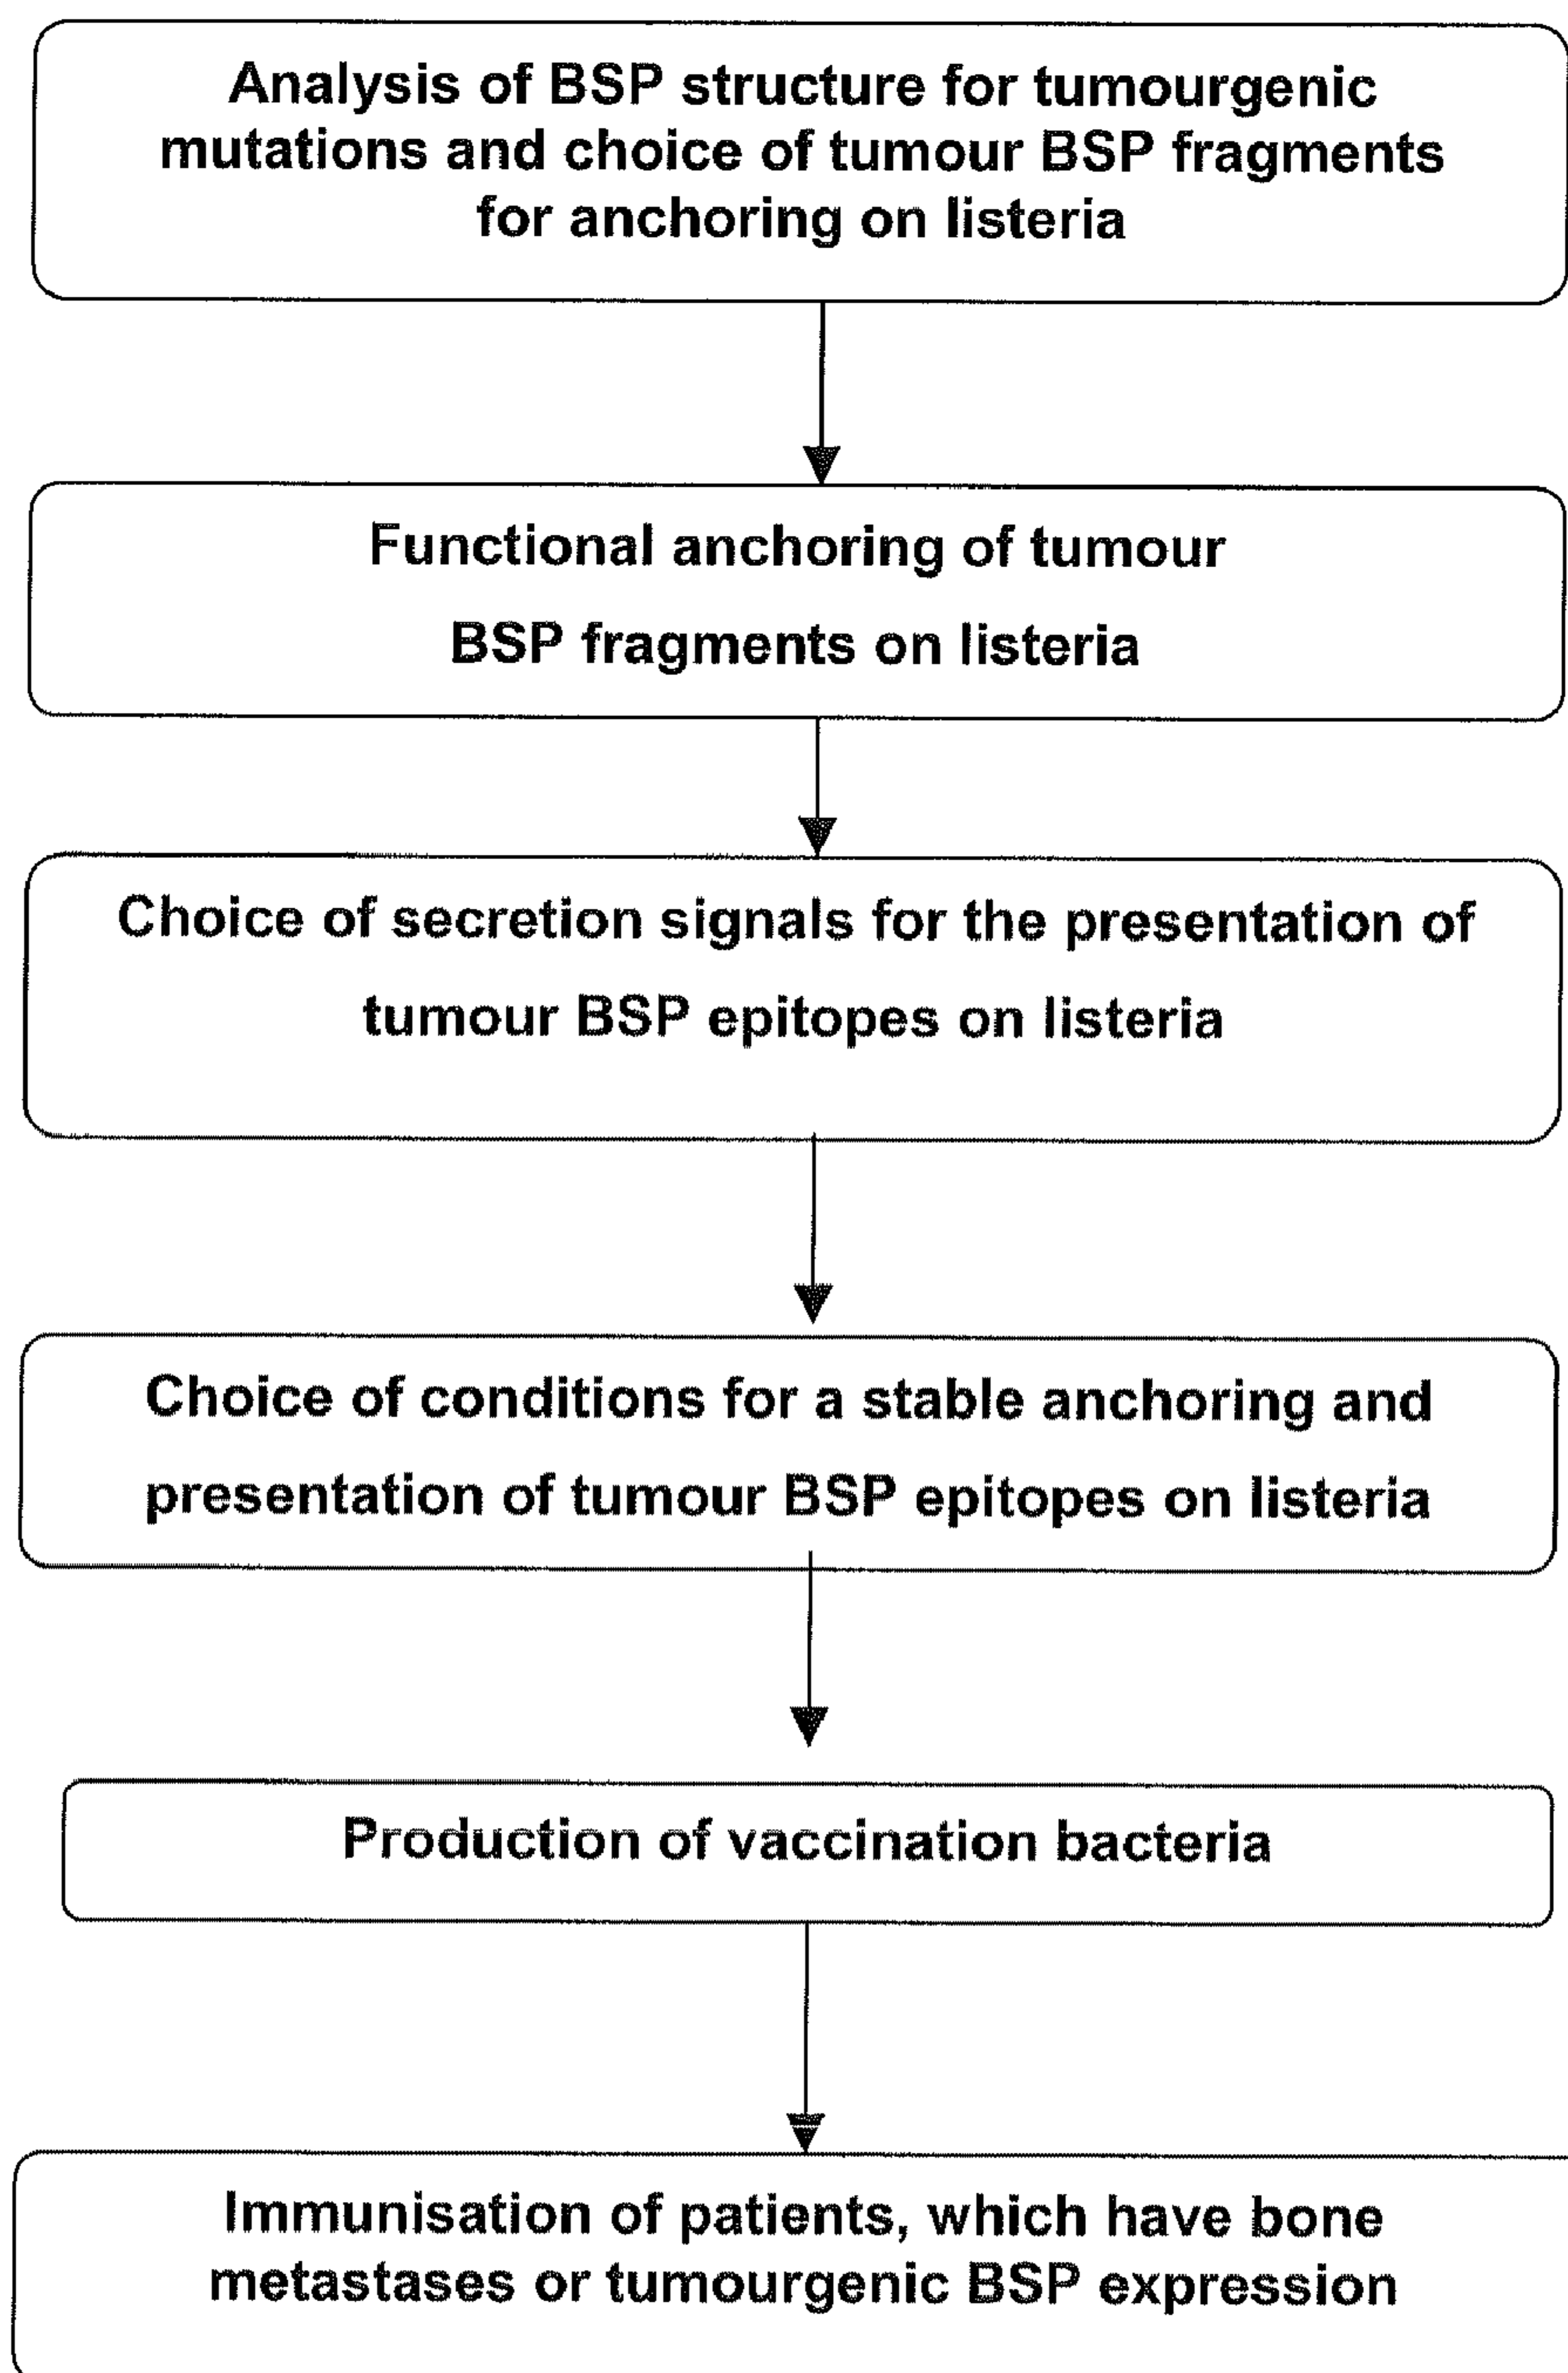 Analysis of BSP structure for tumourgenic
mutations and choice of tumour BSP fragments
for anchoring on listeria
Functional anchoring of tumour
BSP fragments on listeria
Choice of secretion signals for the presentation of
tumour BSP epitopes on listeria
Choice of conditions for a stable anchoring and
presentation of tumour BSP epitopes on listeria
Production of vaccination bacteria
Immunisation of patients, which have bone
metastases or tumourgenic BSP expression